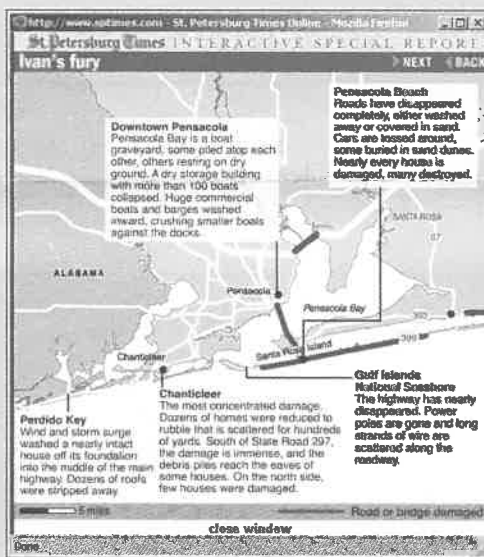 http://www.sptimes.com - St. Petersburg Times Online - Mozilla Firefox
St. Petersburg Times INTERACTIVE SPECIAL REPORT
Ivan's fury
NEXT BACK
Pensacola Beach
Roads have disappeared
completely, either washed
away or covered in sand.
Cars are tossed around,
some buried in sand dunes.
Nearly every house is
damaged, many destroyed.
Downtown Pensacola
Pensacola Bay is a boat
graveyard, some piled atop each
other, others resting on dry
ground. A dry storage building
with more than 100 boats
collapsed. Huge commercial
boats and barges washed
inward, crushing smaller boats
against the docks.
SANTA ROSA
87
ALABAMA
Pensacola
Pensacola Bay
399
Santa Rosa Island
Chanticleer
Gulf Islands
National Seashore
The highway has nearly
disappeared. Power
poles are gone and long
strands of wire are
scattered along the
roadway.
Perdido Key
Wind and storm surge
washed a nearly intact
house off its foundation
into the middle of the main
highway. Dozens of roofs
were stripped away.
Chanticleer
The most concentrated damage.
Dozens of homes were reduced to
rubble that is scattered for hundreds
of yards. South of State Road 297,
the damage is immense, and the
debris piles reach the eaves of
some houses. On the north side,
few houses were damaged.
5 miles
Road or bridge damaged
close window
Done